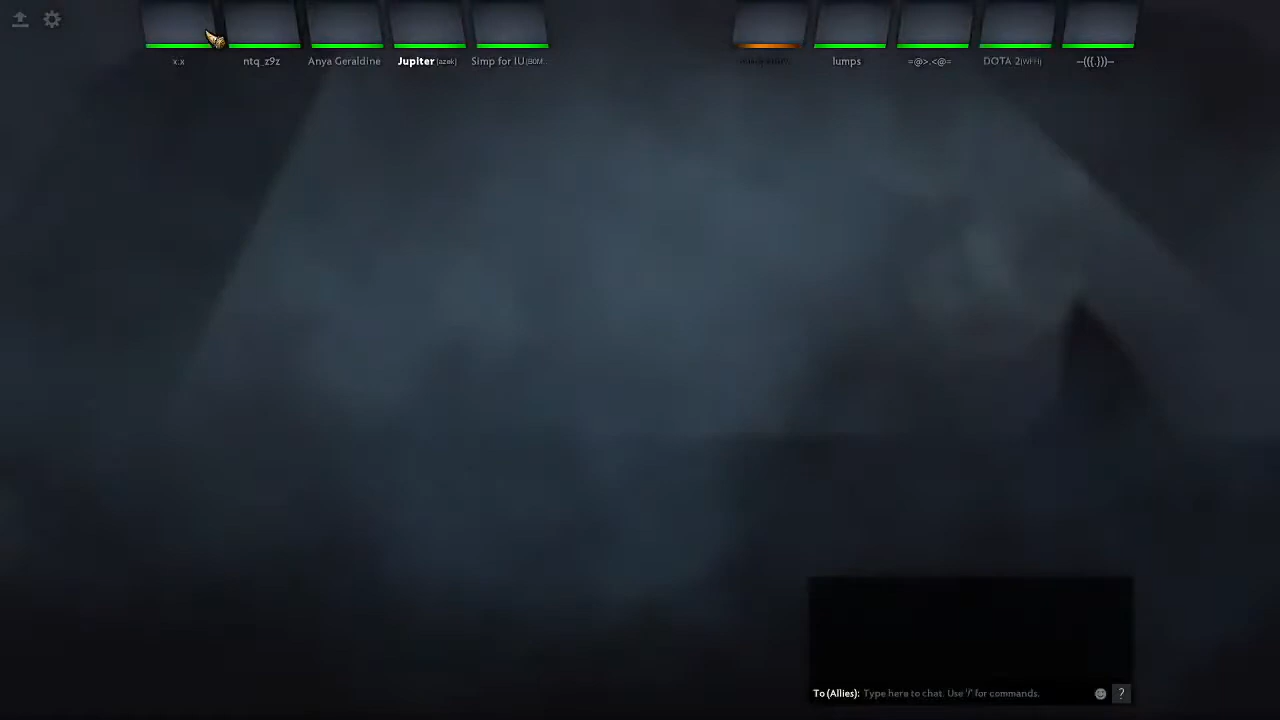 x.x
ntq_z9z
Anya Geraldine
Jupiter [azek]
Simp for IU
lumps
=@>.<@=
DOTA 2
–(((.)))–
To (Allies): Type here to chat. Use '/' for commands.
?